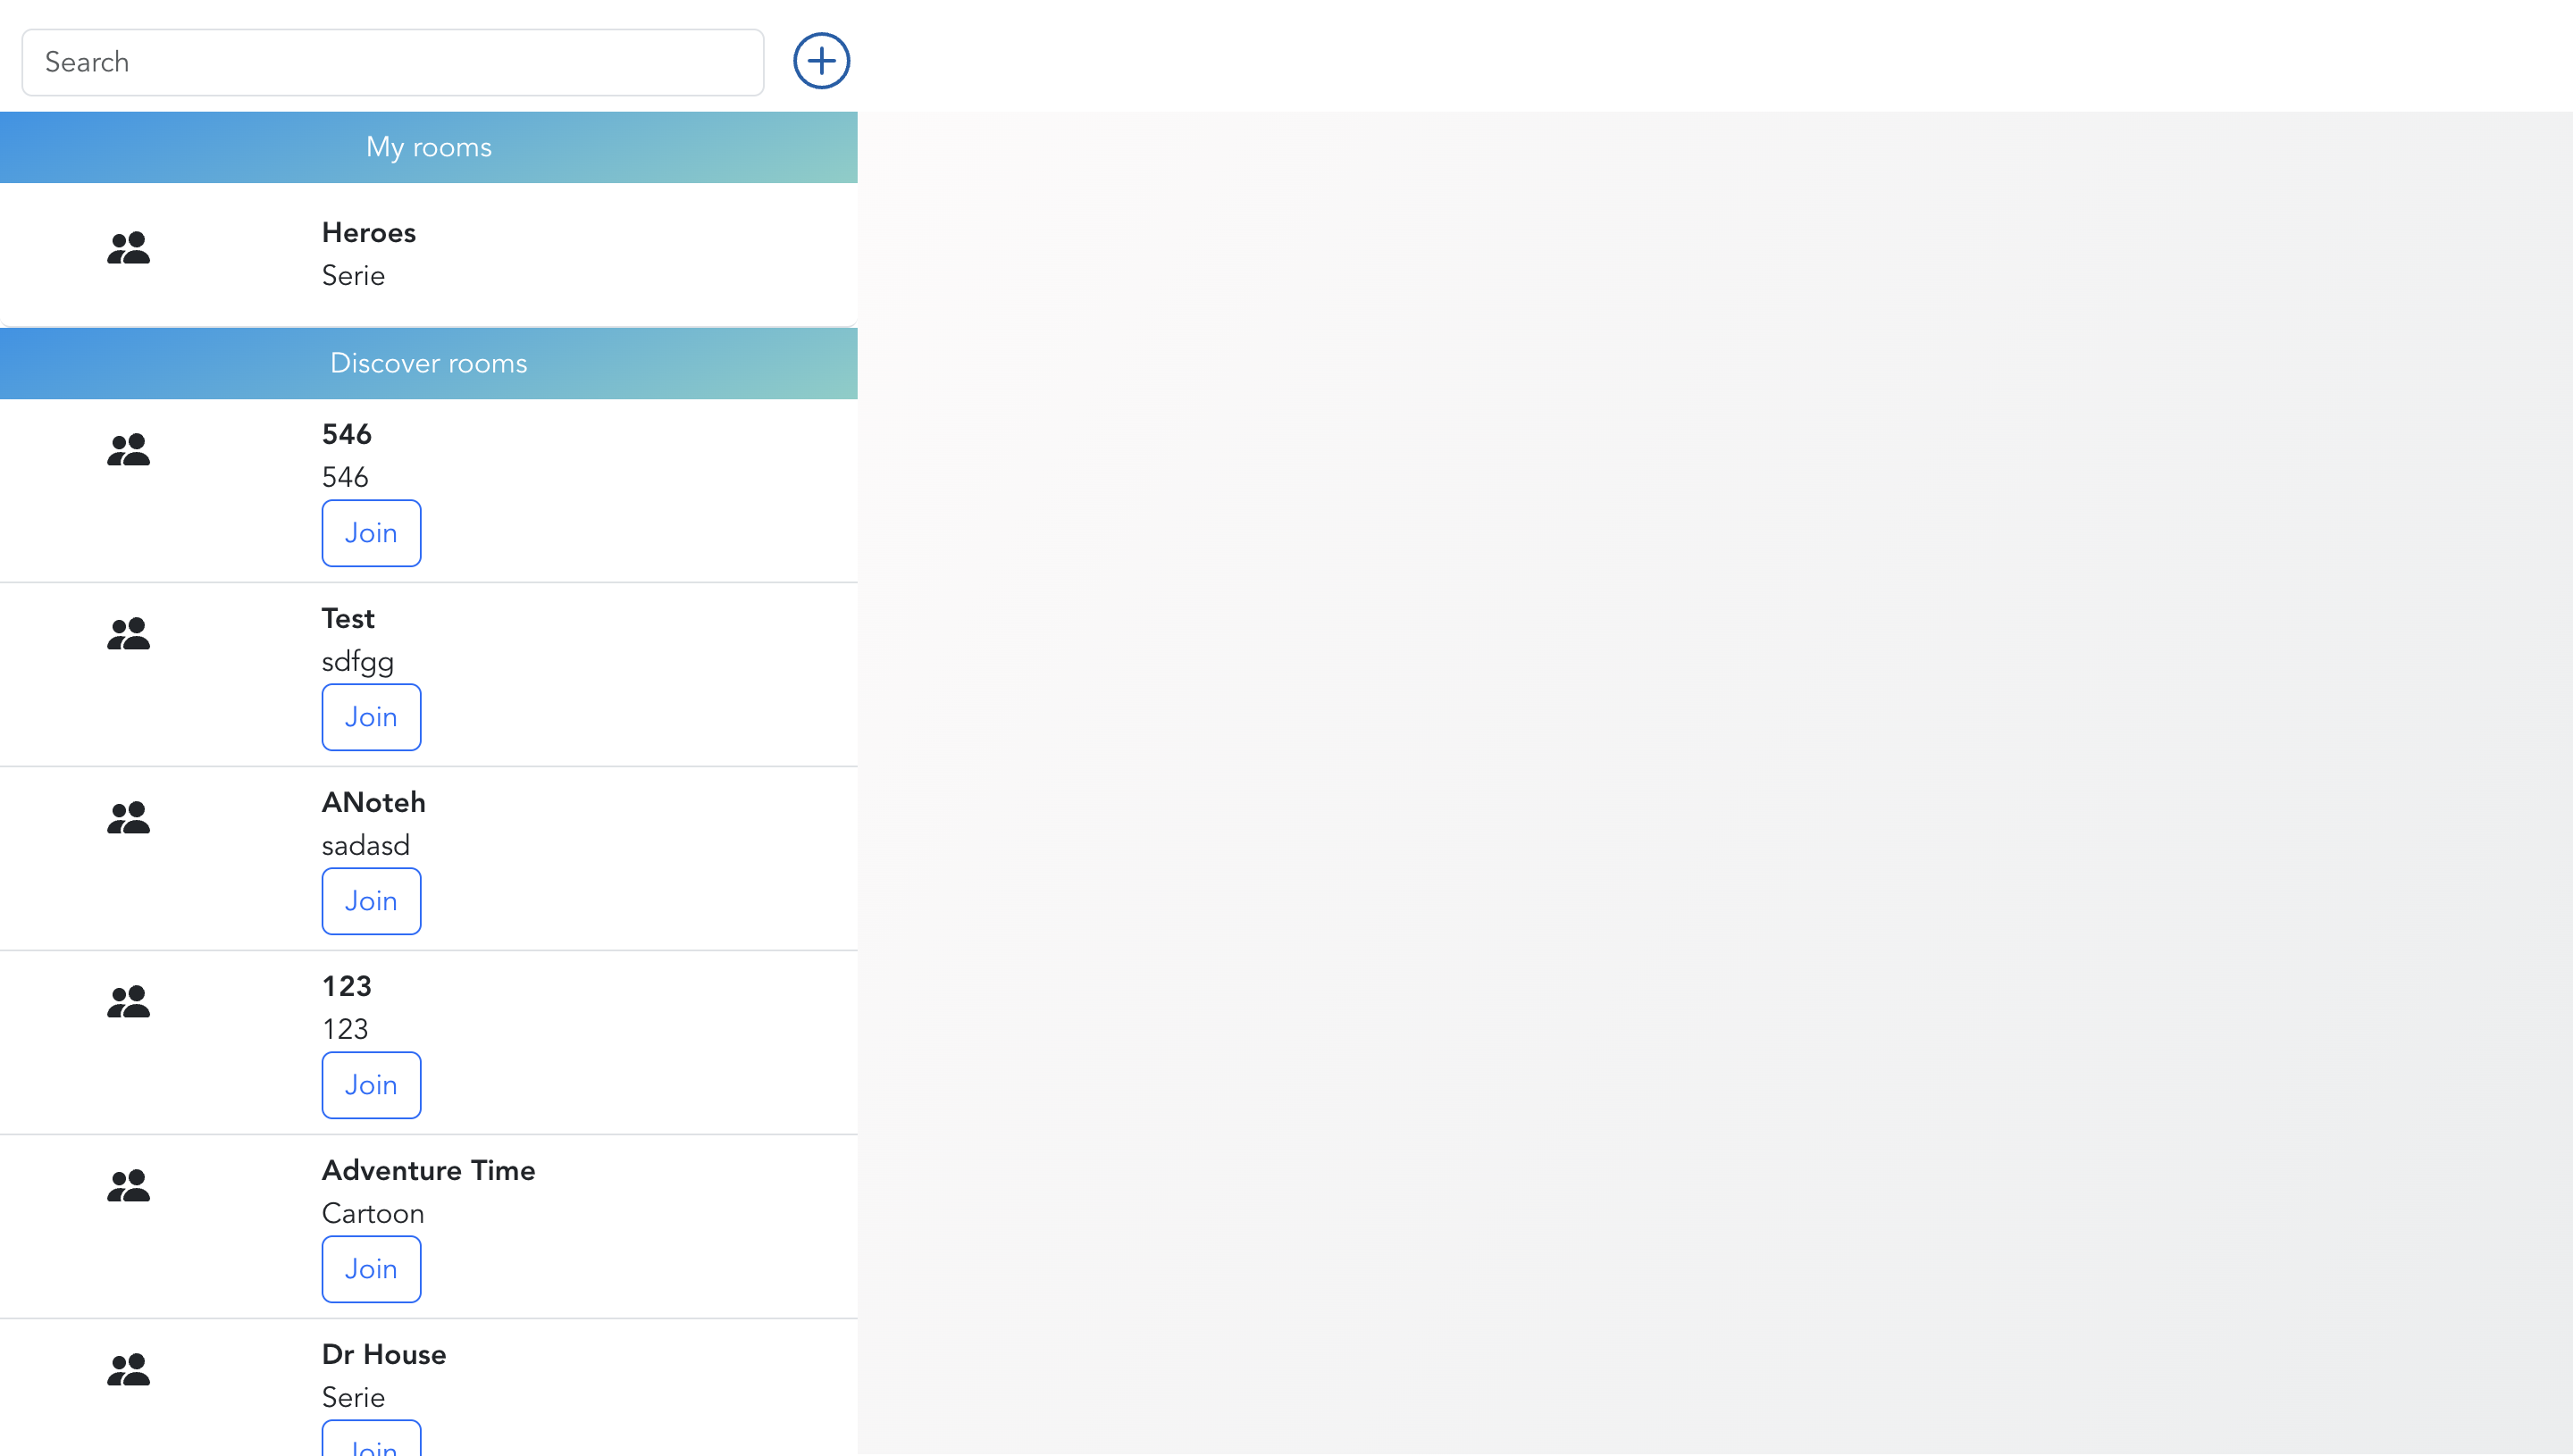 Search
My rooms
Heroes
Serie
Discover rooms
546
546
Join
Test
sdfgg
Join
ANoteh
sadasd
Join
123
123
Join
Adventure Time
Cartoon
Join
Dr House
Serie
Join